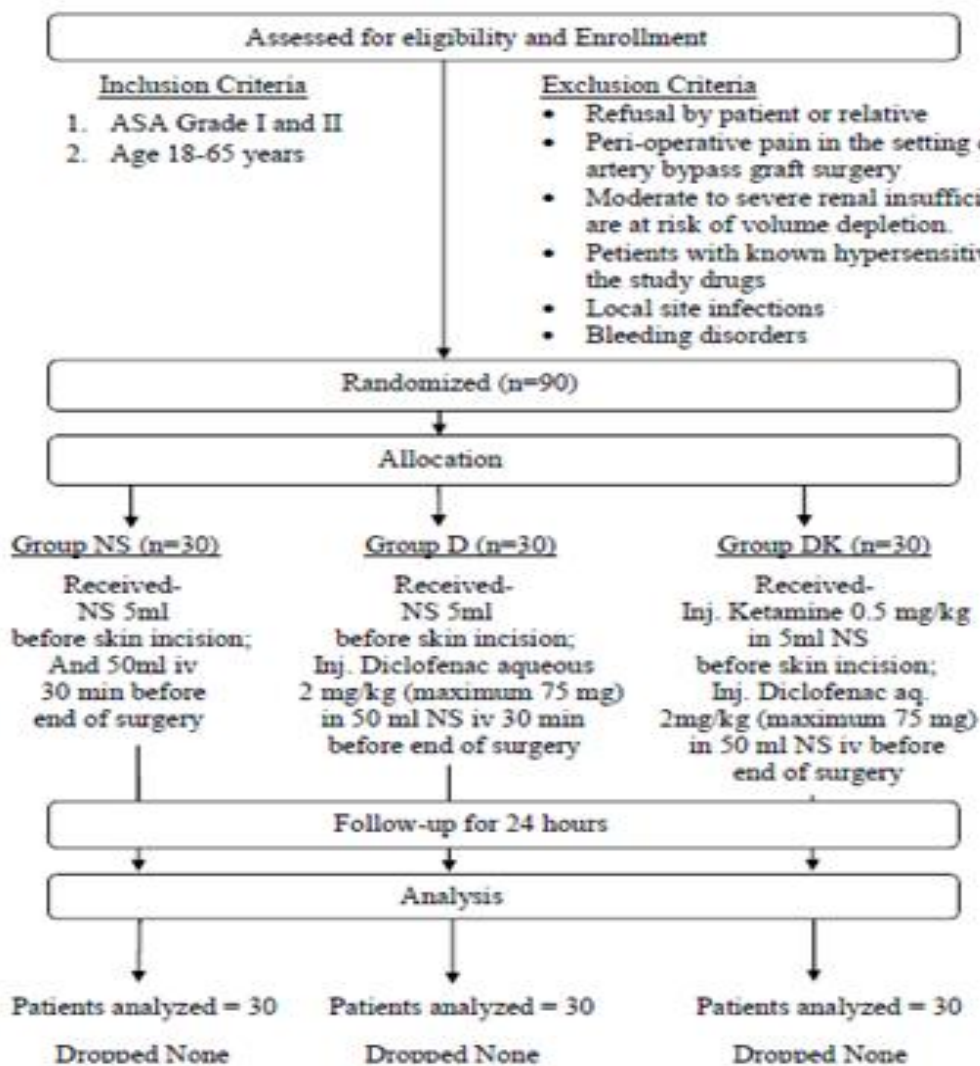 Assessed for eligibility and Enrollment
Inclusion Criteria
1. ASA Grade I and II
2. Age 18-65 years
Exclusion Criteria
• Refusal by patient or relative
• Peri-operative pain in the setting
artery bypass graft surgery
• Moderate to severe renal
are at risk of volume depletion.
• Petients with known
the study drugs
• Local site infections
• Bleeding disorders
Randomized (n=90)
Allocation
Group NS (n=30)
Received-
NS 5ml
before skin incision;
And 50ml iv
30 min before
end of surgery
Group D (n=30)
Received-
NS 5ml
before skin incision;
Inj. Diclofenac aqueous
2 mg/kg (maximum 75 mg)
in 50 ml NS iv 30 min
before end of surgery
Group DK (n=30)
Received-
Inj. Ketamine 0.5 mg/kg
in 5ml NS
before skin incision;
Inj. Diclofenac aq.
2mg/kg (maximum 75 mg)
in 50 ml NS iv before
end of surgery
Follow-up for 24 hours
Analysis
Patients analyzed = 30
Dropped None
Patients analyzed = 30
Dropped None
Patients analyzed = 30
Dropped None